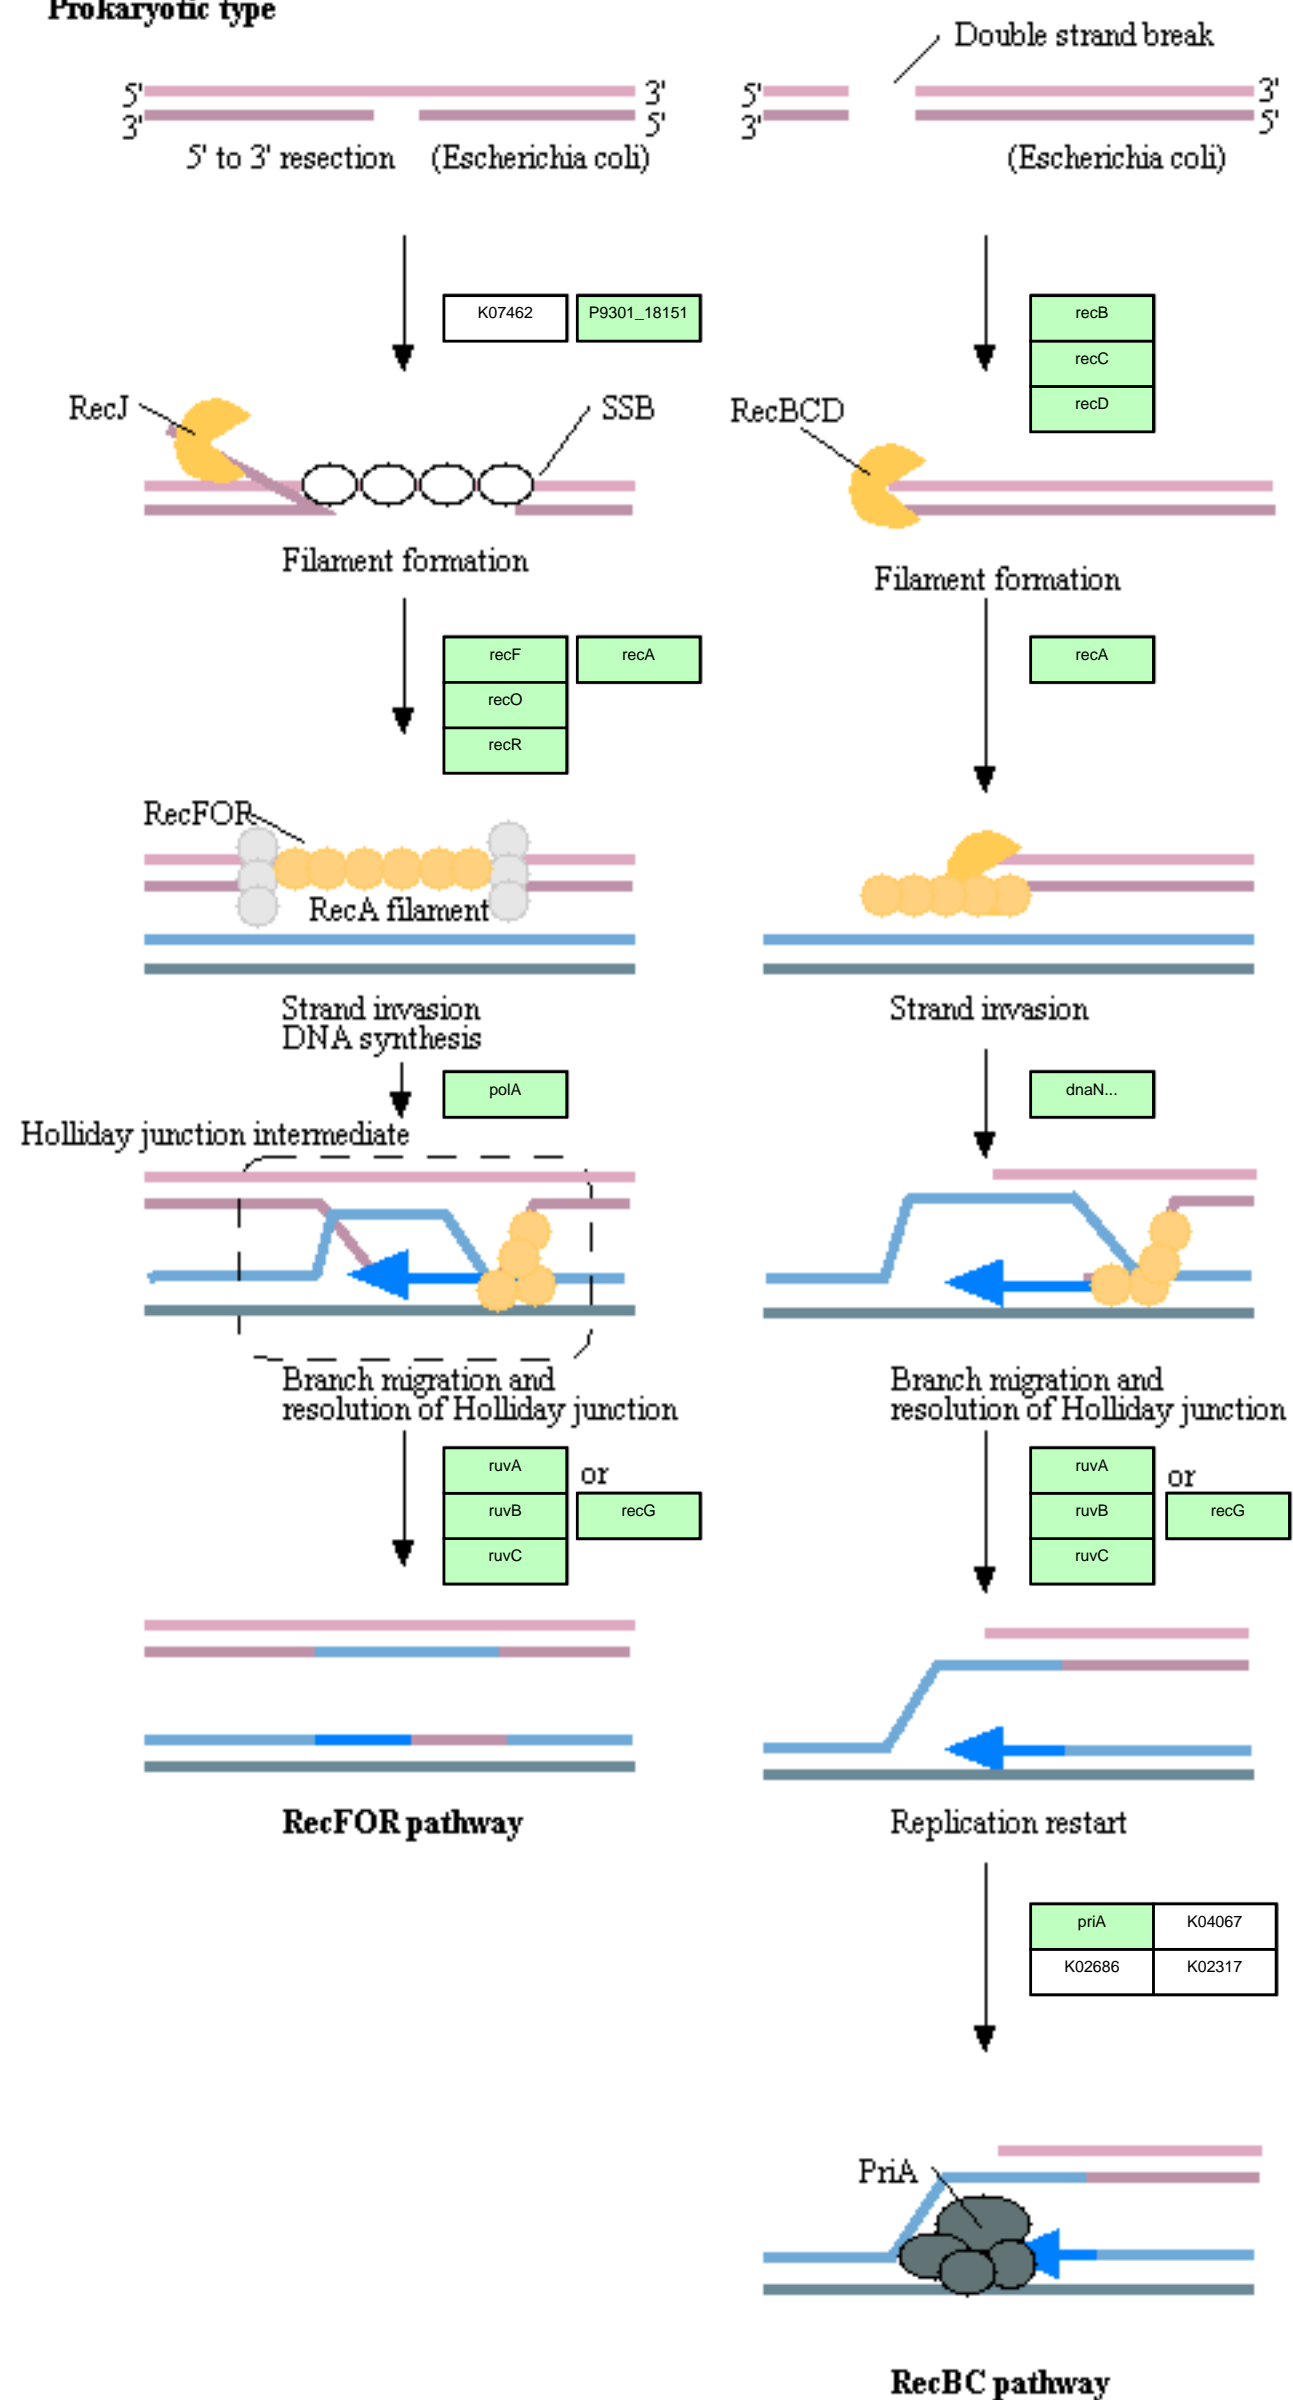 Prokaryotic type
Double strand break
5' 3'
3' 5'
5' to 3' resection (Escherichia coli)
5' 3'
3' 5'
(Escherichia coli)
K07462 P9301_18151
recB
recC
recD
RecJ
SSB
RecBCD
Filament formation
Filament formation
recF recA
recO
recR
recA
RecFOR
RecA filament
Strand invasion
DNA synthesis
Strand invasion
polA
dnaN...
Holliday junction intermediate
Branch migration and
resolution of Holliday junction
Branch migration and
resolution of Holliday junction
ruvA or
ruvB recG
ruvC
ruvA or
ruvB recG
ruvC
RecFOR pathway
Replication restart
priA K04067
K02686 K02317
PriA
RecBC pathway